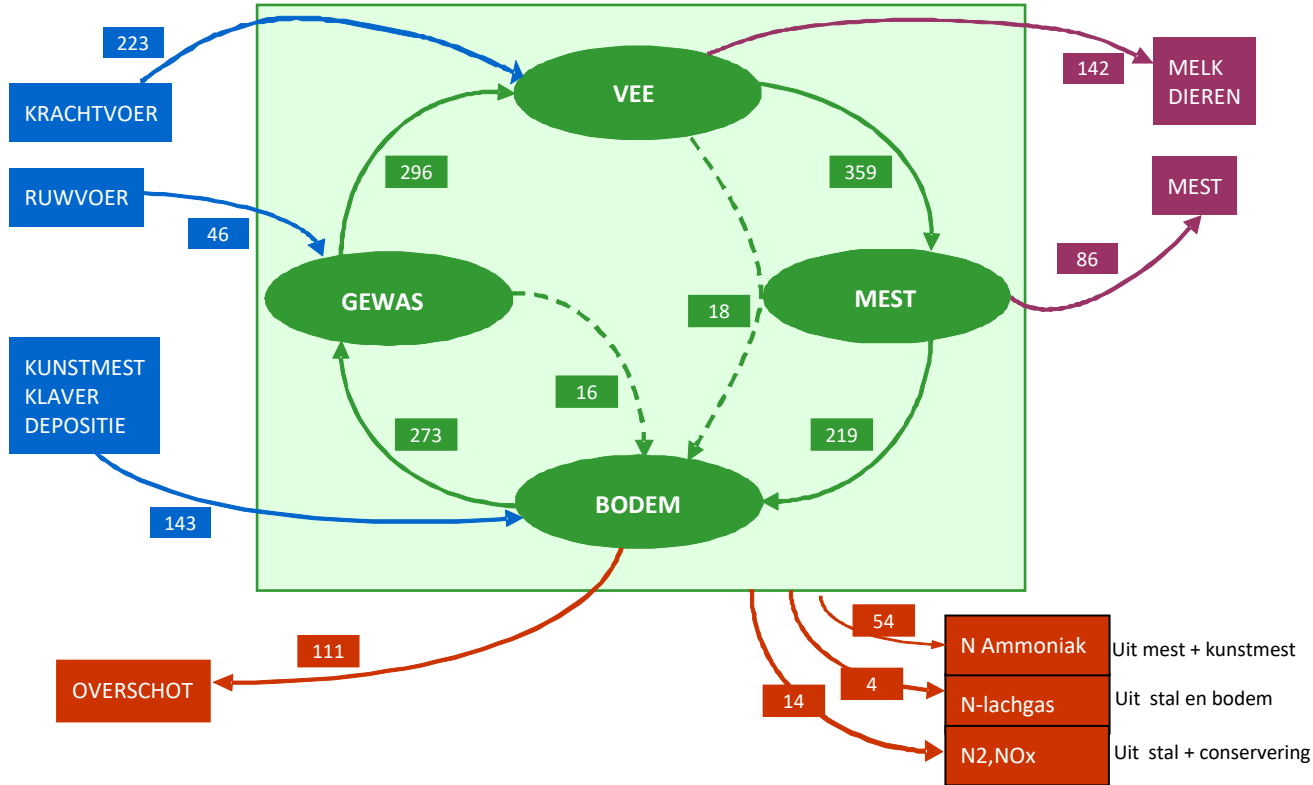 223
KRACHTVOER
VEE
142
MELK
DIEREN
296
359
RUWVOER
46
MEST
86
GEWAS
MEST
18
KUNSTMEST
KLAVER
DEPOSITIE
16
273
219
143
BODEM
111
OVERSCHOT
54
N Ammoniak
Uit mest + kunstmest
4
N-lachgas
Uit stal en bodem
14
N2,NOx
Uit stal + conservering